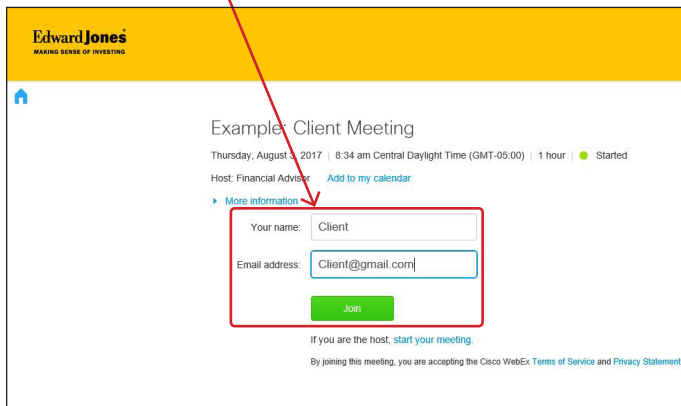 Edward Jones
MAKING SENSE OF INVESTING
Example: Client Meeting
Thursday, August 3, 2017 | 8:34 am Central Daylight Time (GMT-05:00) | 1 hour | Started
Host: Financial Advisor Add to my calendar
More information
Your name: Client
Email address: Client@gmail.com
Join
If you are the host, start your meeting.
By joining this meeting, you are accepting the Cisco WebEx Terms of Service and Privacy Statement